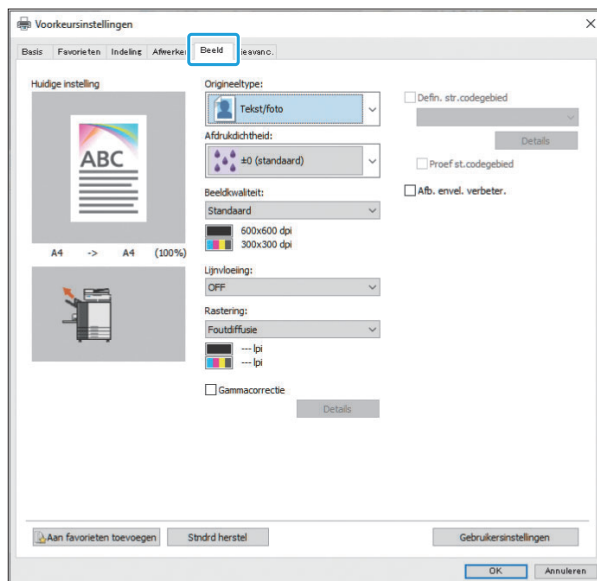 Voorkeursinstellingen
Basis Favorieten Indeling Afwerken Beeld
Huidige instelling
ABC
A4 -> A4 (100%)
Origineeltype:
Tekst/foto
Afdrukdichtheid:
±0 (standaard)
Beeldkwaliteit:
Standaard
600x600 dpi
300x300 dpi
Lijnvloeiing:
OFF
Rastering:
Foutdiffusie
--- lpi
--- lpi
Gammacorrectie
Details
Defin. str.codegebied
Details
Proef st.codegebied
Afb. envel. verbeter.
Aan favorieten toevoegen Stndrd herstel Gebruikersinstellingen
OK Annuleren